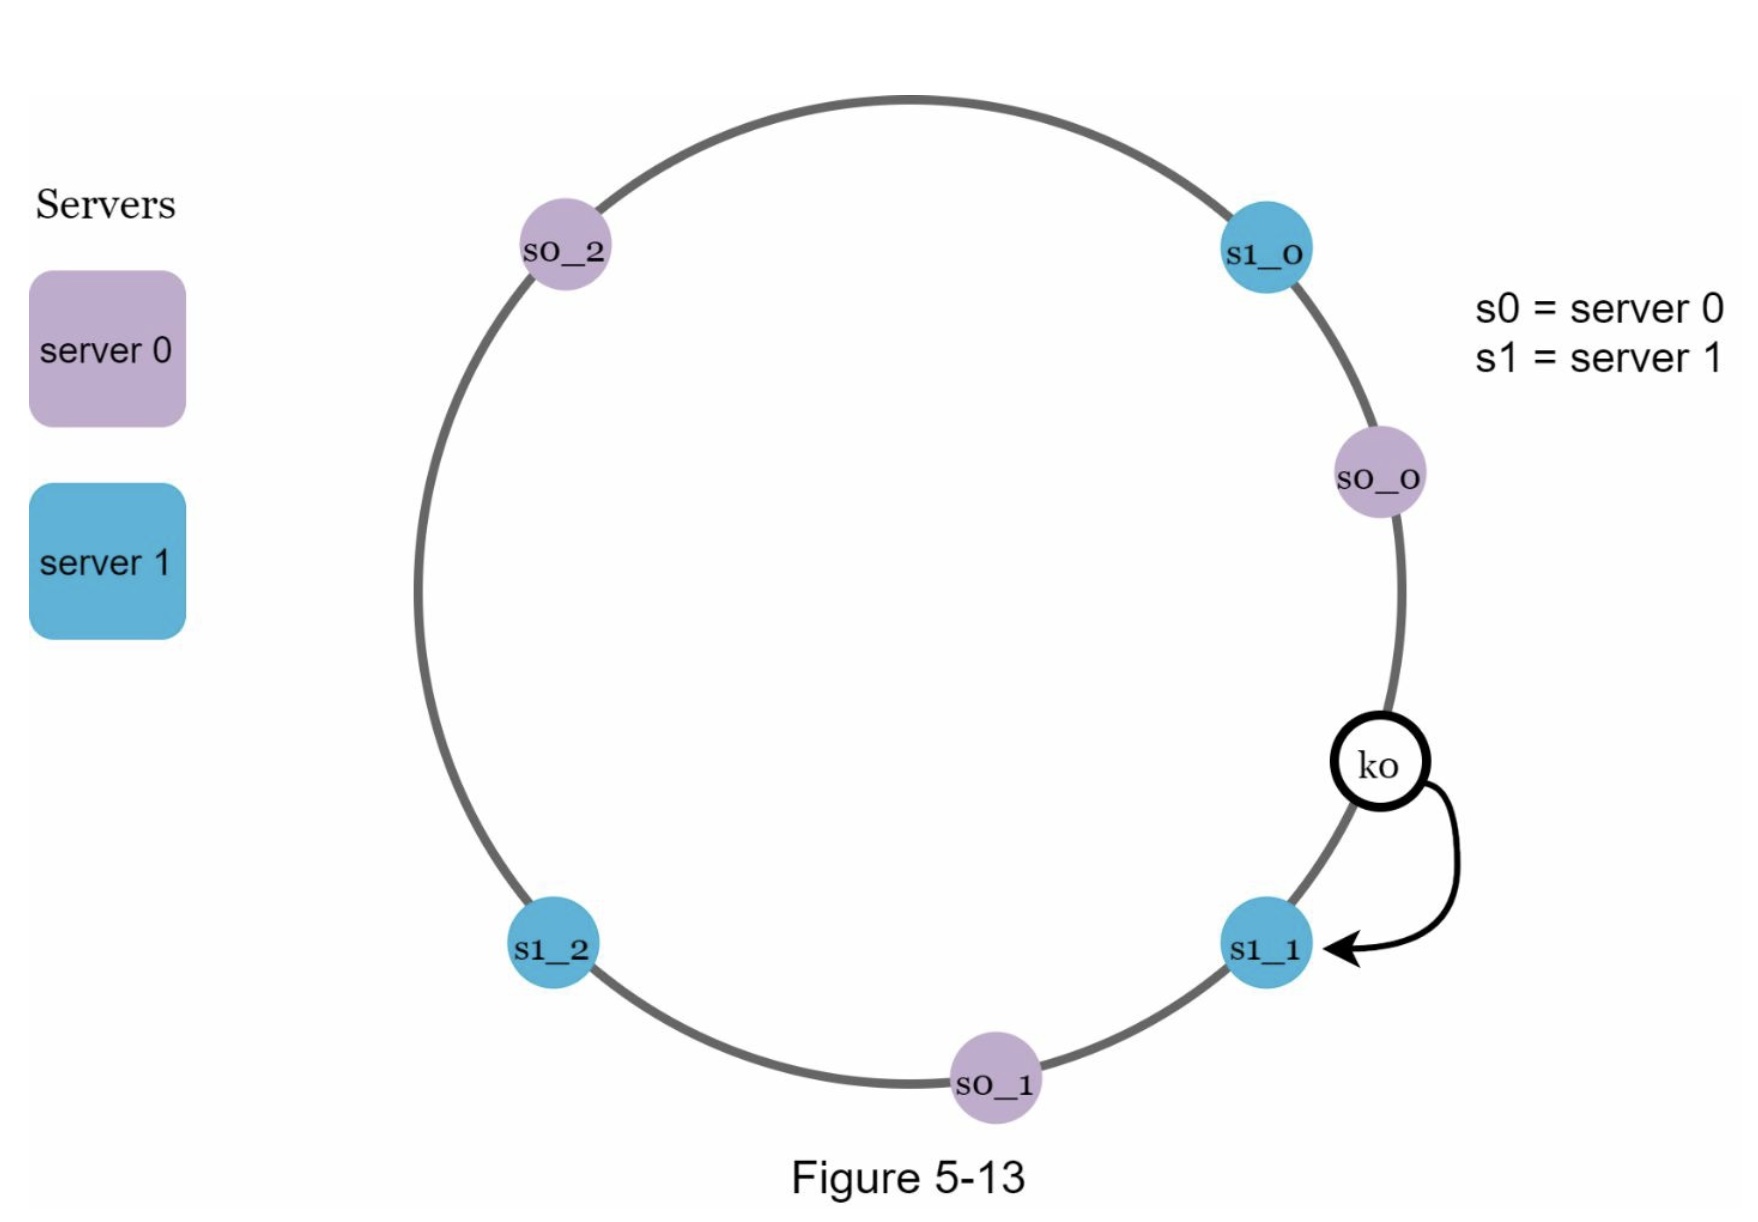 Servers
server 0
server 1
s0_2
s1_0
s0 = server 0
s1 = server 1
s0_0
k0
s1_1
s1_2
s0_1
Figure 5-13